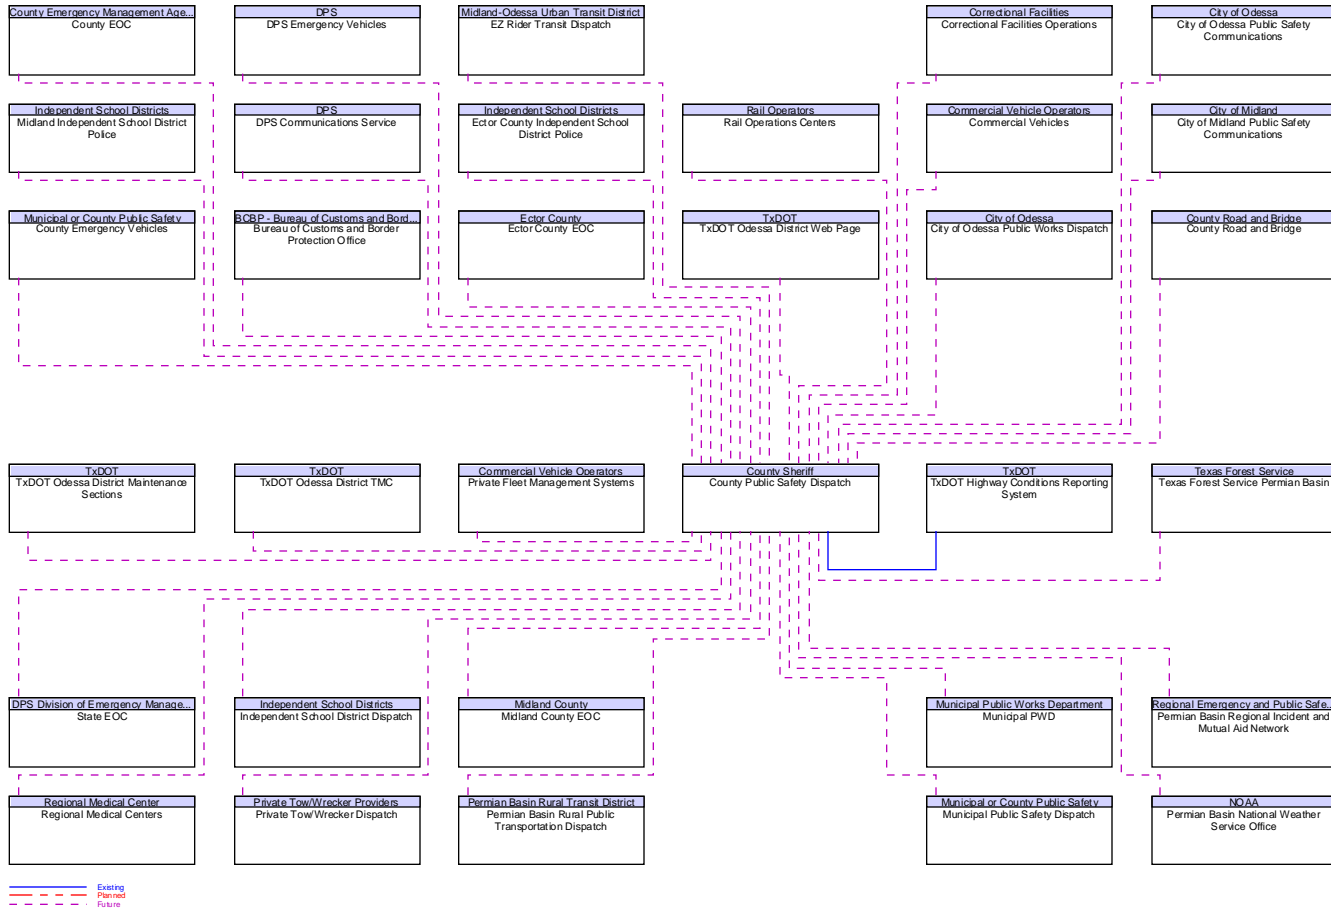 County Emergency Management Age...
County EOC
DPS
DPS Emergency Vehicles
Midland-Odessa Urban Transit District
EZ Rider Transit Dispatch
Correctional Facilities
Correctional Facilities Operations
City of Odessa
City of Odessa Public Safety
Communications
Independent School Districts
Midland Independent School District
Police
DPS
DPS Communications Service
Independent School Districts
Ector County Independent School
District Police
Rail Operators
Rail Operations Centers
Commercial Vehicle Operators
Commercial Vehicles
City of Midland
City of Midland Public Safety
Communications
Municipal or County Public Safety
County Emergency Vehicles
BCBP - Bureau of Customs and Bord...
Bureau of Customs and Border
Protection Office
Ector County
Ector County EOC
TxDOT
TxDOT Odessa District Web Page
City of Odessa
City of Odessa Public Works Dispatch
County Road and Bridge
County Road and Bridge
TxDOT
TxDOT Odessa District Maintenance
Sections
TxDOT
TxDOT Odessa District TMC
Commercial Vehicle Operators
Private Fleet Management Systems
County Sheriff
County Public Safety Dispatch
TxDOT
TxDOT Highway Conditions Reporting
System
Texas Forest Service
Texas Forest Service Permian Basin
DPS Division of Emergency Manage...
State EOC
Independent School Districts
Independent School District Dispatch
Midland County
Midland County EOC
Municipal Public Works Department
Municipal PWD
Regional Emergency and Public Safe...
Permian Basin Regional Incident and
Mutual Aid Network
Regional Medical Center
Regional Medical Centers
Private Tow/Wrecker Providers
Private Tow/Wrecker Dispatch
Permian Basin Rural Transit District
Permian Basin Rural Public
Transportation Dispatch
Municipal or County Public Safety
Municipal Public Safety Dispatch
NOAA
Permian Basin National Weather
Service Office
Existing
Planned
Future